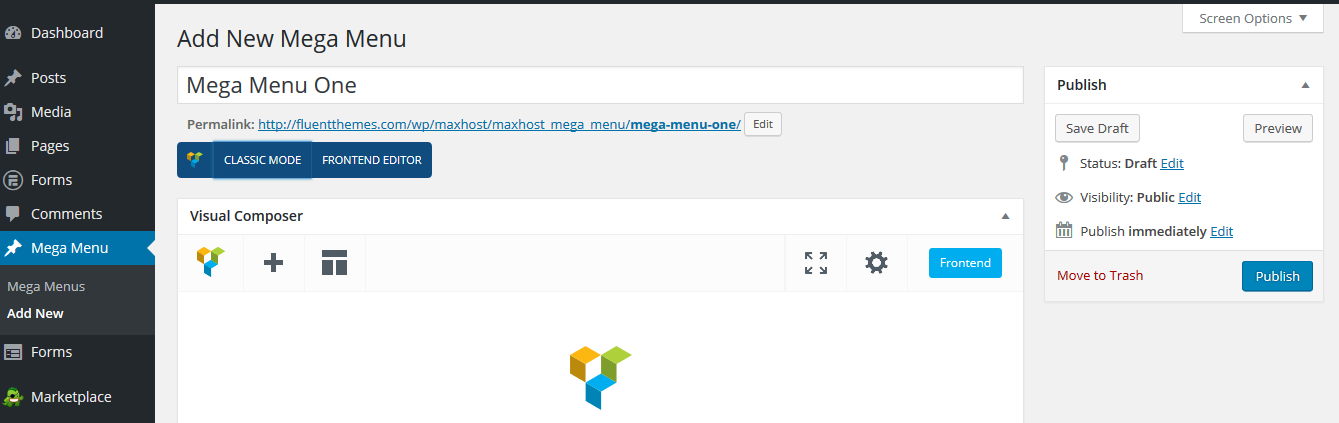 Screen Options
Dashboard
Posts
Media
Pages
Forms
Comments
Mega Menu
Mega Menus
Add New
Forms
Marketplace
Add New Mega Menu
Mega Menu One
Permalink: http://fluentthemes.com/wp/maxhost/maxhost_mega_menu/mega-menu-one/ Edit
CLASSIC MODE FRONTEND EDITOR
Visual Composer
Frontend
Publish
Save Draft Preview
Status: Draft Edit
Visibility: Public Edit
Publish immediately Edit
Move to Trash Publish